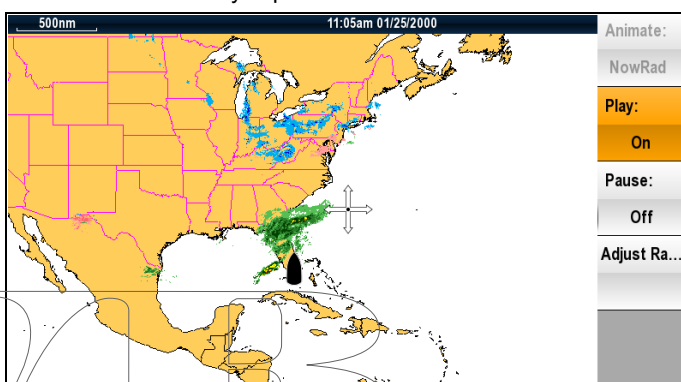 500nm
11:05am 01/25/2000
Animate:
NowRad
Play:
On
Pause:
Off
Adjust Ra...